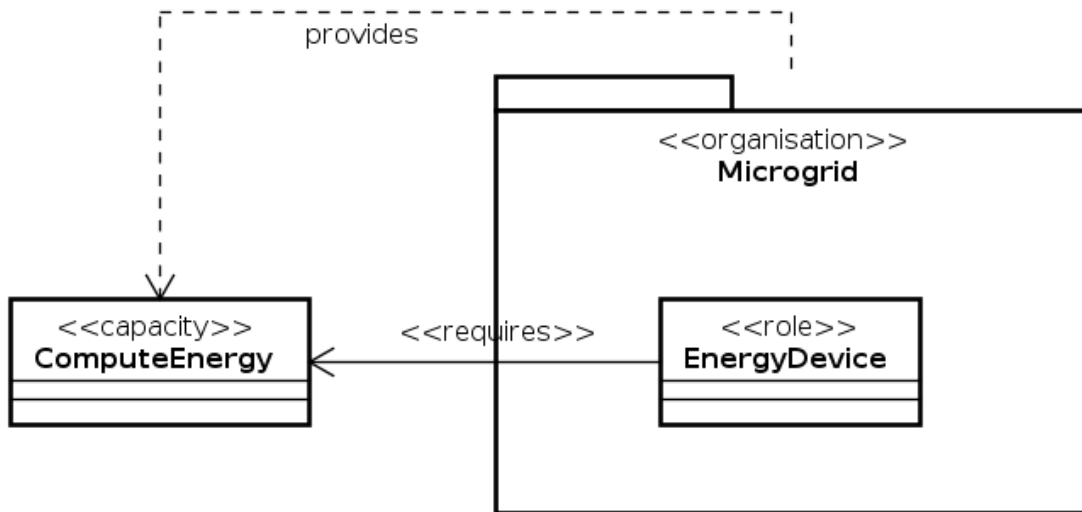 provides
<<organisation>>
Microgrid
<<capacity>>
ComputeEnergy
<<requires>>
<<role>>
EnergyDevice